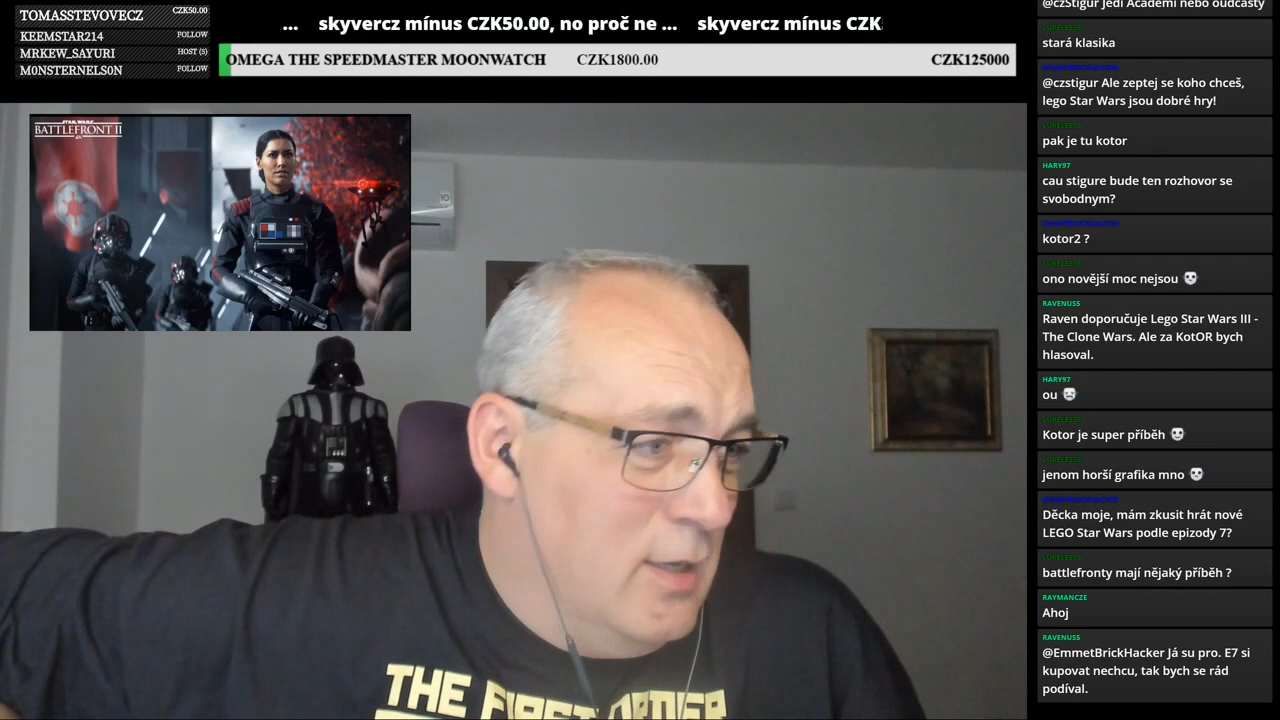 TOMASSTEVOVECZ CZK50.00
KEEMSTAR214 FOLLOW
MRKEW_SAYURI HOST (5)
M0NSTERNELS0N FOLLOW
... skyvercz mínus CZK50.00, no proč ne ... skyvercz mínus CZK
OMEGA THE SPEEDMASTER MOONWATCH CZK1800.00 CZK125000
STAR WARS
BATTLEFRONT II
THE FIRST ORDER
@czStigur Jedi Academi nebo oudcasty
stará klasika
@czstigur Ale zeptej se koho chceš,
lego Star Wars jsou dobré hry!
pak je tu kotor
HARY97
cau stigure bude ten rozhovor se
svobodnym?
kotor2 ?
ono novější moc nejsou
RAVENU55
Raven doporučuje Lego Star Wars III -
The Clone Wars. Ale za KotOR bych
hlasoval.
HARY97
ou
Kotor je super příběh
jenom horší grafika mno
Děcka moje, mám zkusit hrát nové
LEGO Star Wars podle epizody 7?
battlefronty mají nějaký příběh ?
RAYMANCZE
Ahoj
RAVENU55
@EmmetBrickHacker Já su pro. E7 si
kupovat nechcu, tak bych se rád
podíval.